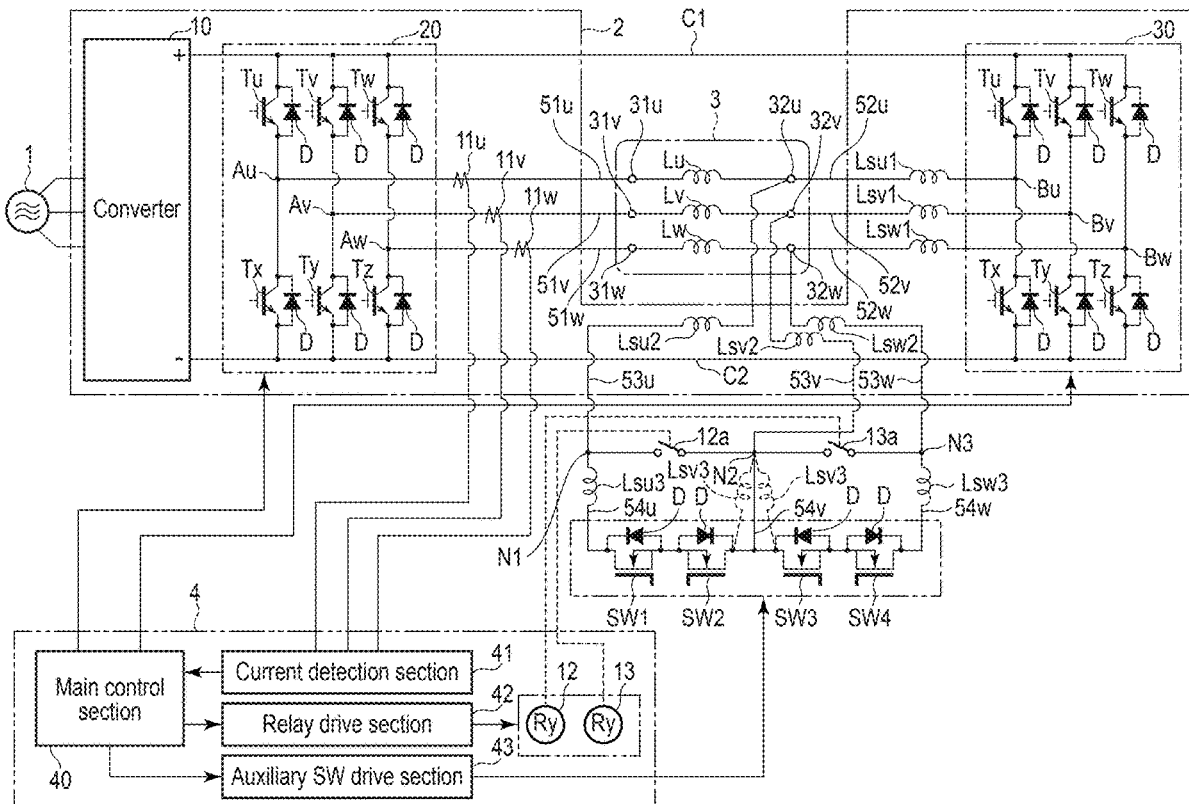 10
20
2
C1
30
+
Tu
Tv
Tw
D
D
D
51u
31u
31v
3
32u
32v
52u
Tu
Tv
Tw
D
D
D
1
Converter
11u
11v
11w
Lu
Lv
Lw
Lsu1
Lsv1
Lsw1
Au
Av
Aw
Bu
Bv
Bw
Tx
Ty
Tz
D
D
D
51v
51w
31w
32w
52v
52w
Tx
Ty
Tz
D
D
D
Lsu2
Lsv2
Lsw2
-
C2
53u
53v
53w
12a
13a
N3
Lsv3
N2
Lsu3
Lsv3
Lsw3
D
D
D
D
54u
54v
54w
N1
SW1
SW2
SW3
SW4
4
Main control
section
40
Current detection section
41
Relay drive section
42
Auxiliary SW drive section
43
12
13
Ry
Ry